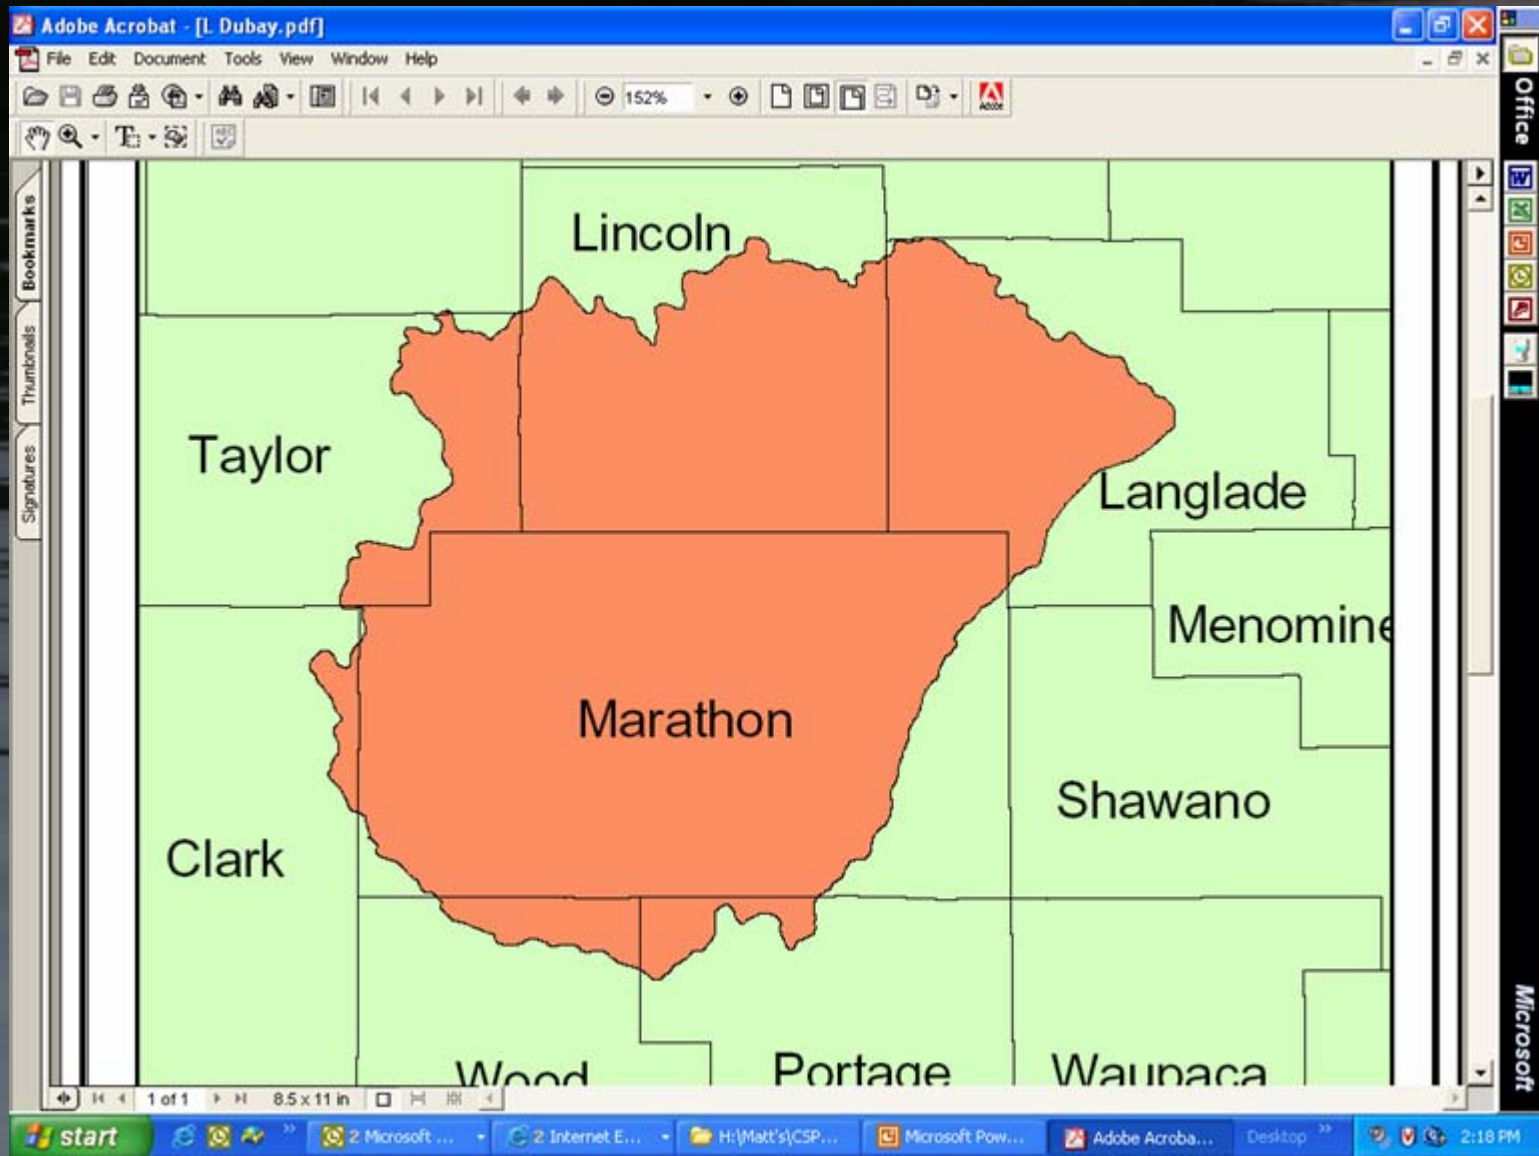 Adobe Acrobat - [L Dubay.pdf]
File Edit Document Tools View Window Help
152%
Adobe
Office
Bookmarks
Thumbnails
Signatures
Lincoln
Taylor
Langlade
Menomine
Marathon
Shawano
Clark
Wood
Portage
Waupaca
1 of 1 8.5 x 11 in
Microsoft
start
2 Microsoft ...
2 Internet E...
H:\Matt's\CSP...
Microsoft Pow...
Adobe Acroba...
Desktop
2:18 PM